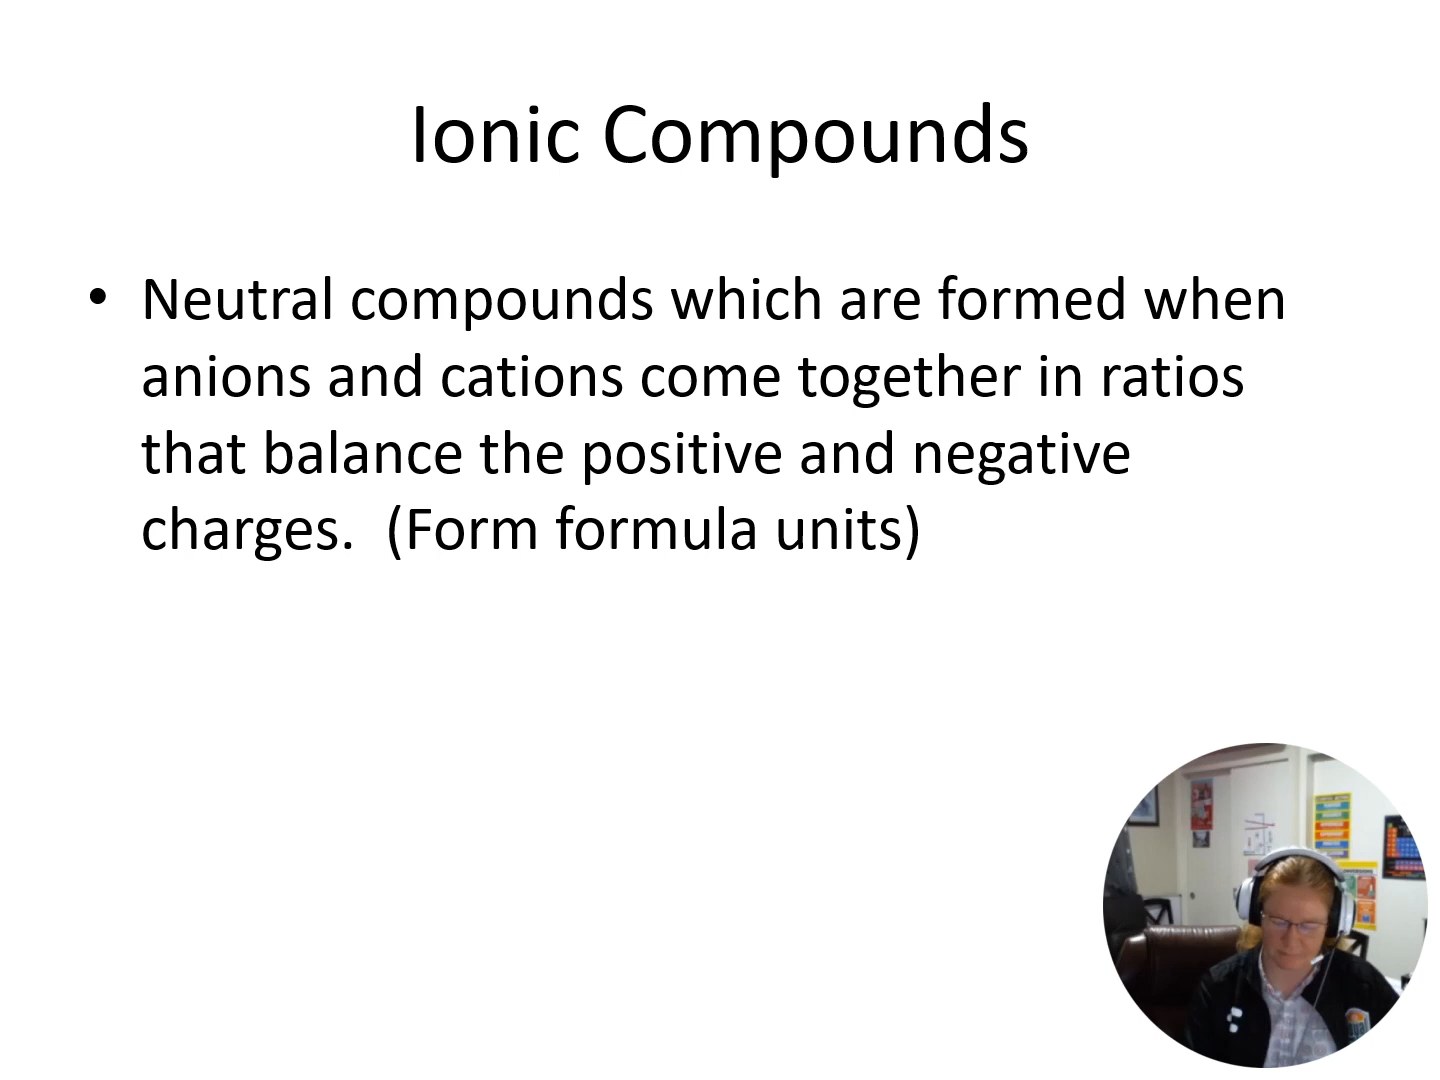 Ionic Compounds
• Neutral compounds which are formed when
anions and cations come together in ratios
that balance the positive and negative
charges.  (Form formula units)